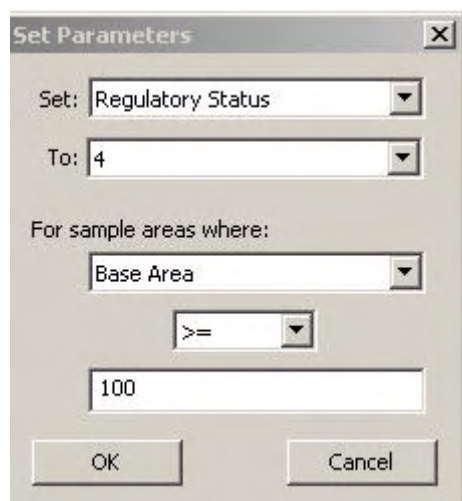 Set Parameters
Set: Regulatory Status
To: 4
For sample areas where:
Base Area
>=
100
OK Cancel